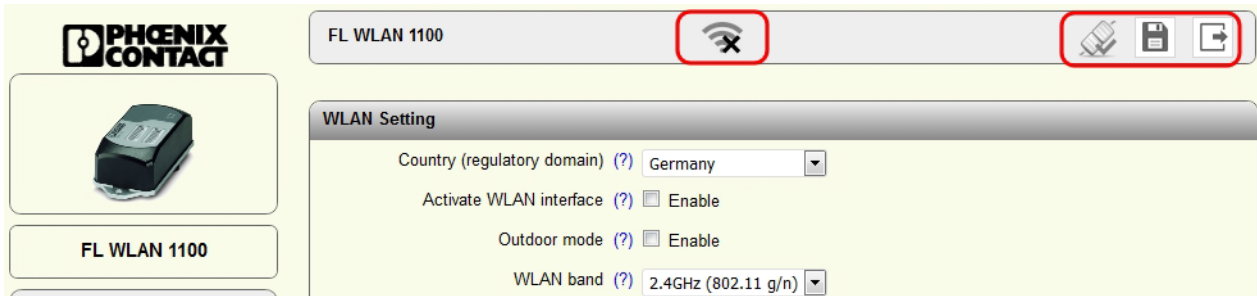 PHŒNIX
CONTACT
FL WLAN 1100
FL WLAN 1100
WLAN Setting
Country (regulatory domain) (?) Germany
Activate WLAN interface (?) Enable
Outdoor mode (?) Enable
WLAN band (?) 2.4GHz (802.11 g/n)